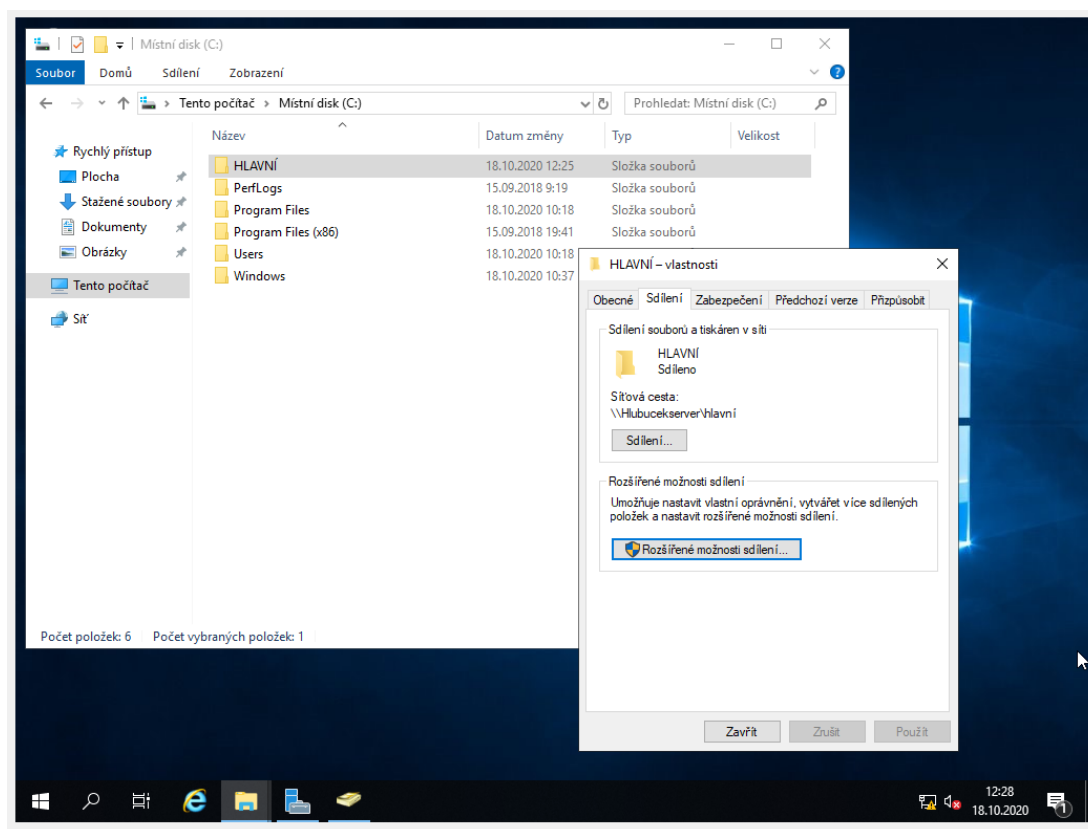 Místní disk (C:)
Soubor Domů Sdílení Zobrazení
Tento počítač › Místní disk (C:)
Prohledat: Místní disk (C:)
Název Datum změny Typ Velikost
Rychlý přístup
Plocha
Stažené soubory
Dokumenty
Obrázky
Tento počítač
Síť
HLAVNÍ 18.10.2020 12:25 Složka souborů
PerfLogs 15.09.2018 9:19 Složka souborů
Program Files 18.10.2020 10:18 Složka souborů
Program Files (x86) 15.09.2018 19:41 Složka souborů
Users 18.10.2020 10:18
Windows 18.10.2020 10:37
Počet položek: 6 Počet vybraných položek: 1
HLAVNÍ – vlastnosti
Obecné Sdílení Zabezpečení Předchozí verze Přizpůsobit
Sdílení souborů a tiskáren v síti
HLAVNÍ
Sdíleno
Síťová cesta:
\\Hlubucekserver\hlavní
Sdílení...
Rozšířené možnosti sdílení
Umožňuje nastavit vlastní oprávnění, vytvářet více sdílených
položek a nastavit rozšířené možnosti sdílení.
Rozšířené možnosti sdílení...
Zavřít Zrušit Použít
12:28
18.10.2020
1